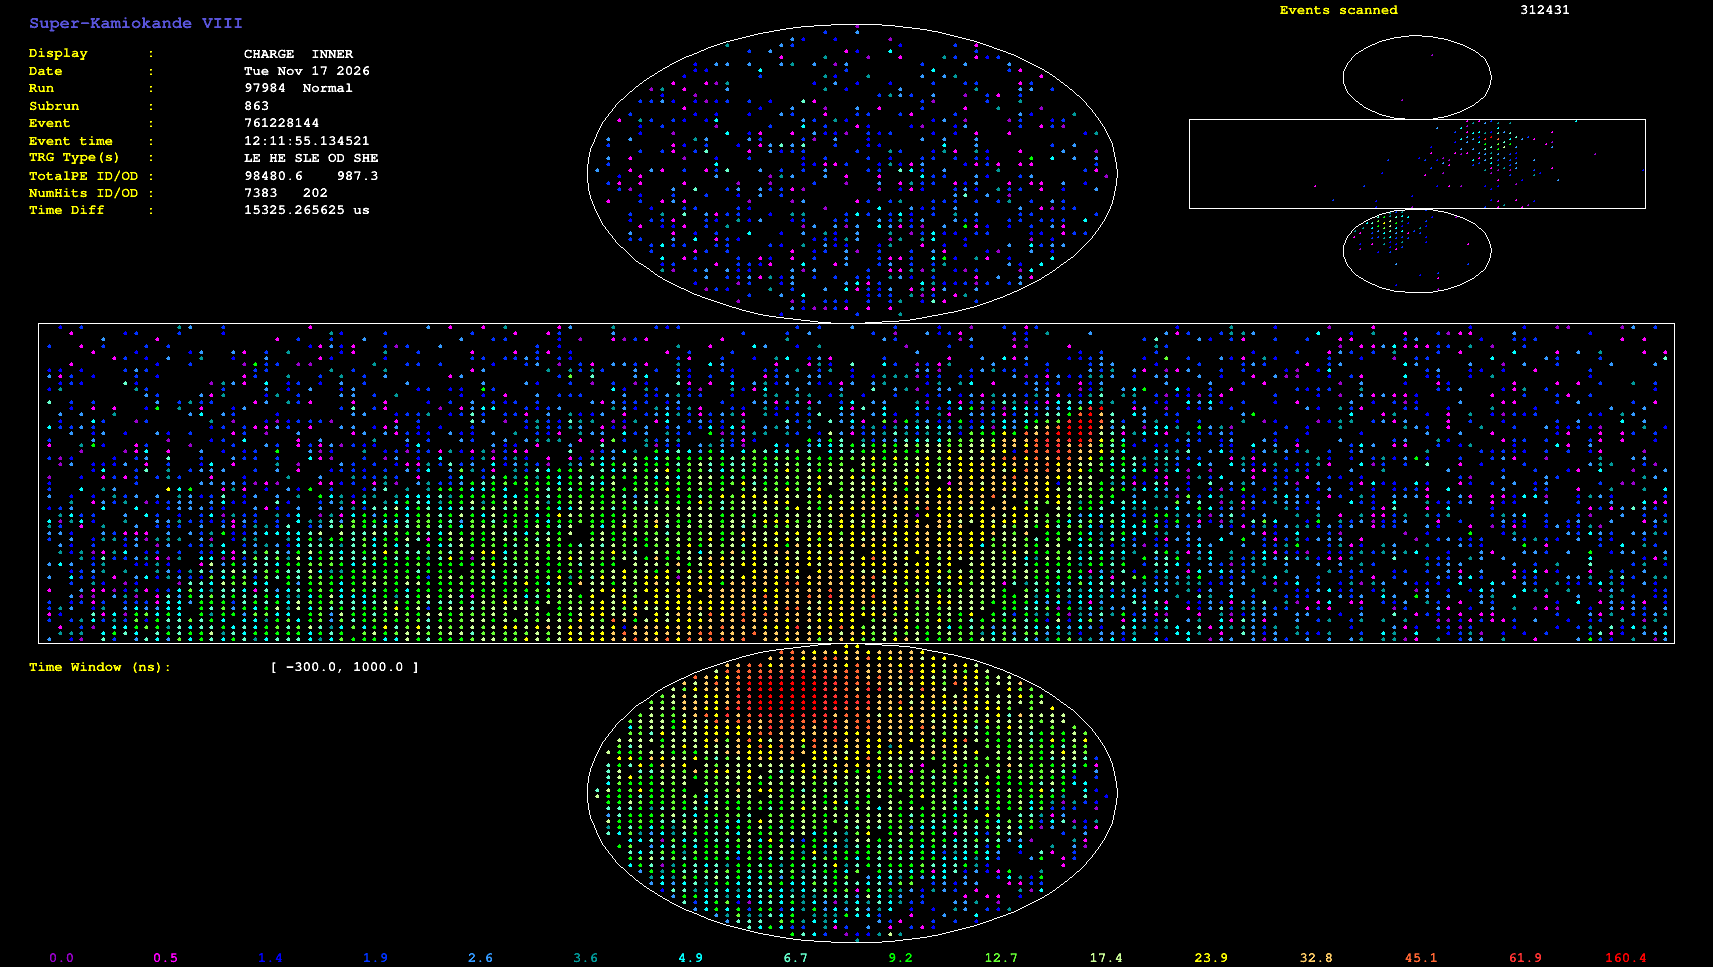 Super-Kamiokande VIII
Events scanned 312431
Display : CHARGE INNER
Date : Tue Nov 17 2026
Run : 97984 Normal
Subrun : 863
Event : 761228144
Event time : 12:11:55.134521
TRG Type(s) : LE HE SLE OD SHE
TotalPE ID/OD : 98480.6 987.3
NumHits ID/OD : 7383 202
Time Diff : 15325.265625 us
Time Window (ns): [ -300.0, 1000.0 ]
0.0 0.5 1.4 1.9 2.6 3.6 4.9 6.7 9.2 12.7 17.4 23.9 32.8 45.1 61.9 160.4